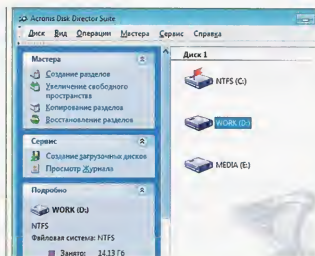 Acronis Disk Director Suite
Диск Вид Операции Мастера Сервис Справка
Мастера
Создание разделов
Увеличение свободного
пространства
Копирование разделов
Восстановление разделов
Сервис
Создание загрузочных дисков
Просмотр Журнала
Подробно
WORK (D:)
NTFS
Файловая система: NTFS
Занято: 14,13 Гб
Диск 1
NTFS (C:)
WORK (D:)
MEDIA (E:)